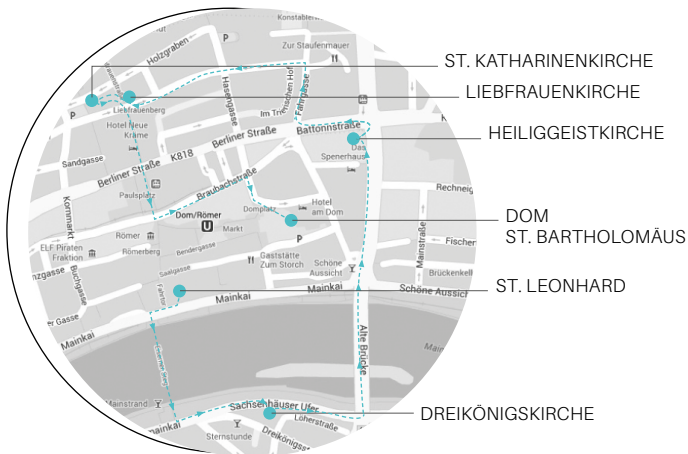 Konstabler
P
Holzgraben
Zur Staufenmauer
ST. KATHARINENKIRCHE
LIEBFRAUENKIRCHE
HEILIGGEISTKIRCHE
DOM
ST. BARTHOLOMÄUS
ST. LEONHARD
DREIKÖNIGSKIRCHE
Hasengasse
Fahrgasse
Liebfrauenberg
P
Hotel Neue
Kräme
Im Tri
Battonnstraße
Berliner Straße
Das
Spenerhaus
Sandgasse
K818
Berliner Straße
Paulsplatz
Braubachstraße
Rechneig
Kornmarkt
Dom/Römer
U
Domplatz
Hotel
am Dom
Markt
Römer
Römerberg
P
ELF Piraten
Fraktion
Bendergasse
Mainstraße
Fischer
Gaststätte
Zum Storch
Schöne
Aussicht
Saalgasse
Buchgasse
Brückenkell
Schöne Aussich
Mainkai
Mainkai
Mainkai
Alte Brücke
Main
Mainstrand
Sachsenhäuser Ufer
Löherstraße
Sternstunde
Dreikönigss